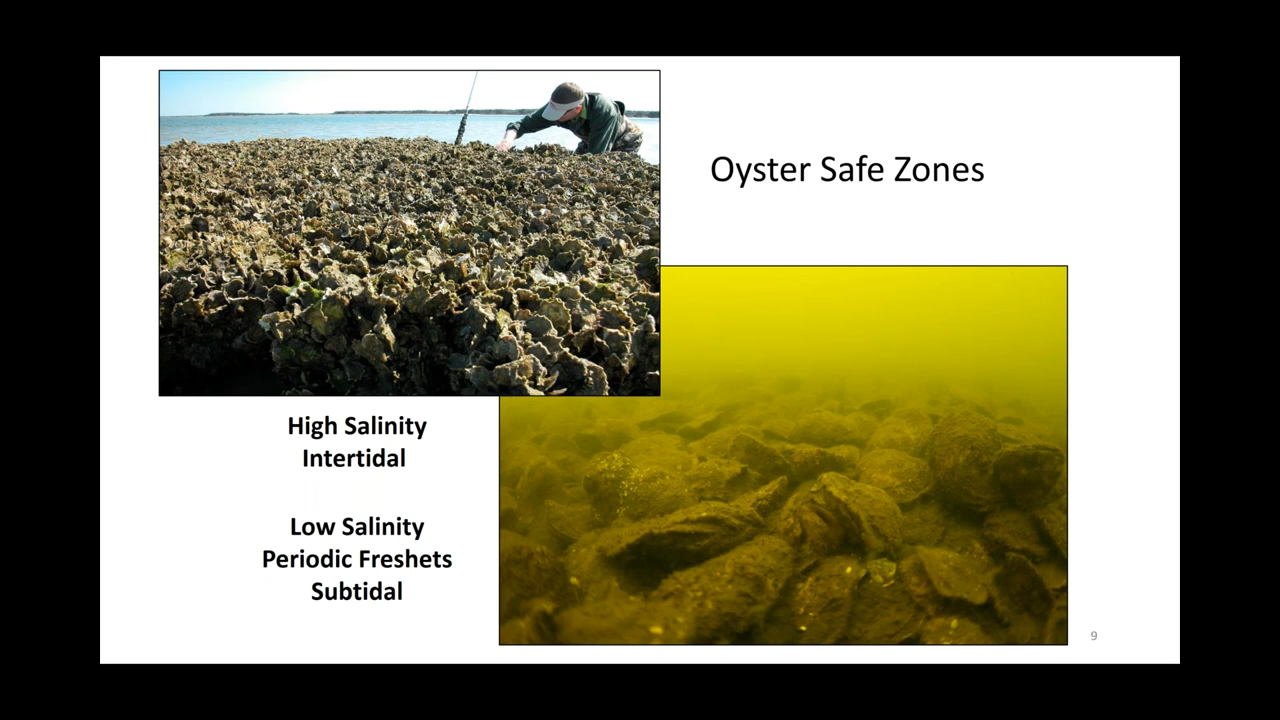 Oyster Safe Zones
High Salinity
Intertidal
Low Salinity
Periodic Freshets
Subtidal
9